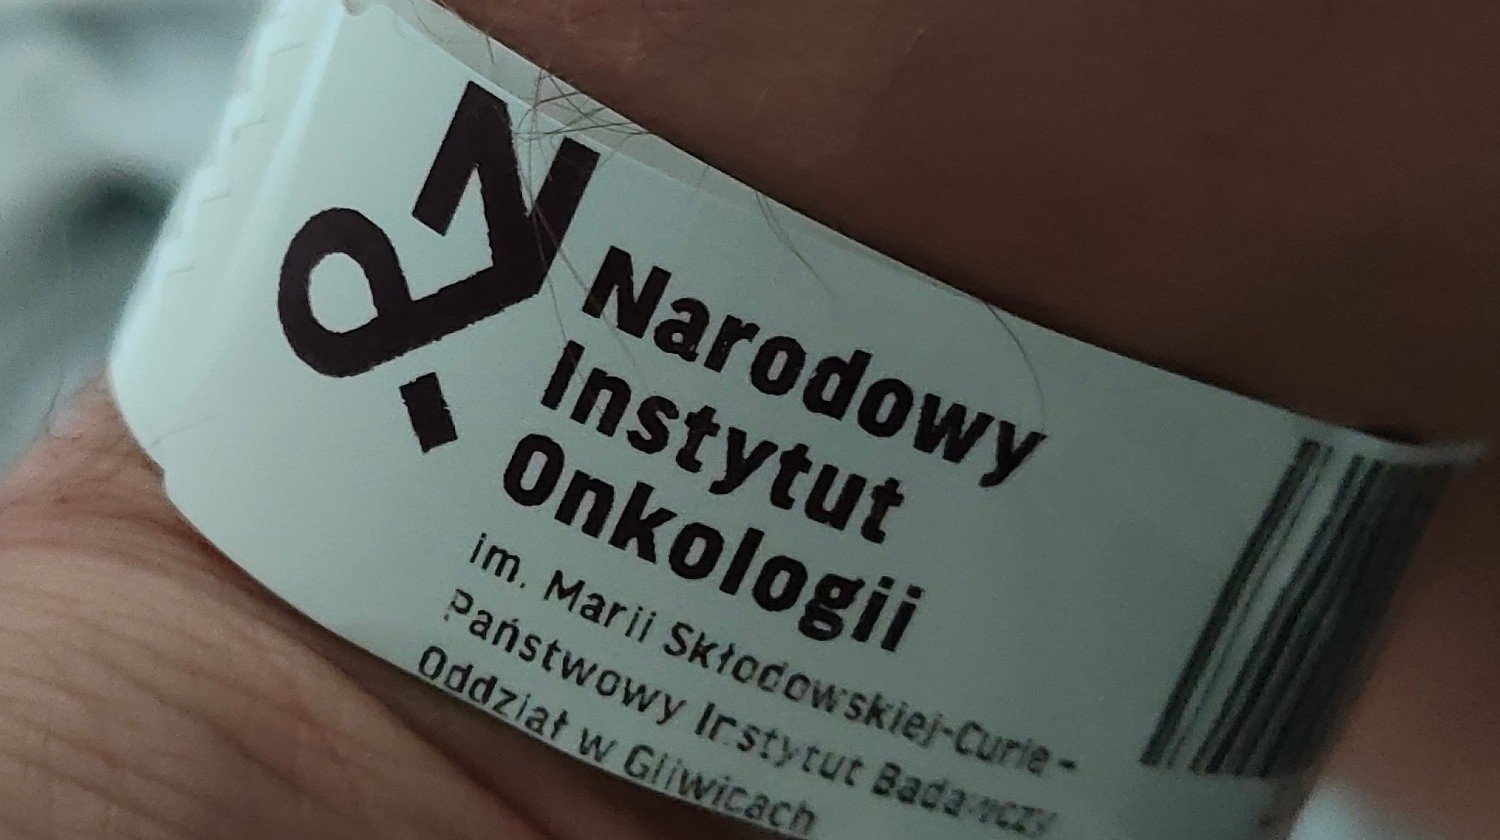 Narodowy
Instytut
Onkologii
im. Marii Skłodowskiej-Curie -
Państwowy Instytut Badawczy
Oddział w Gliwicach